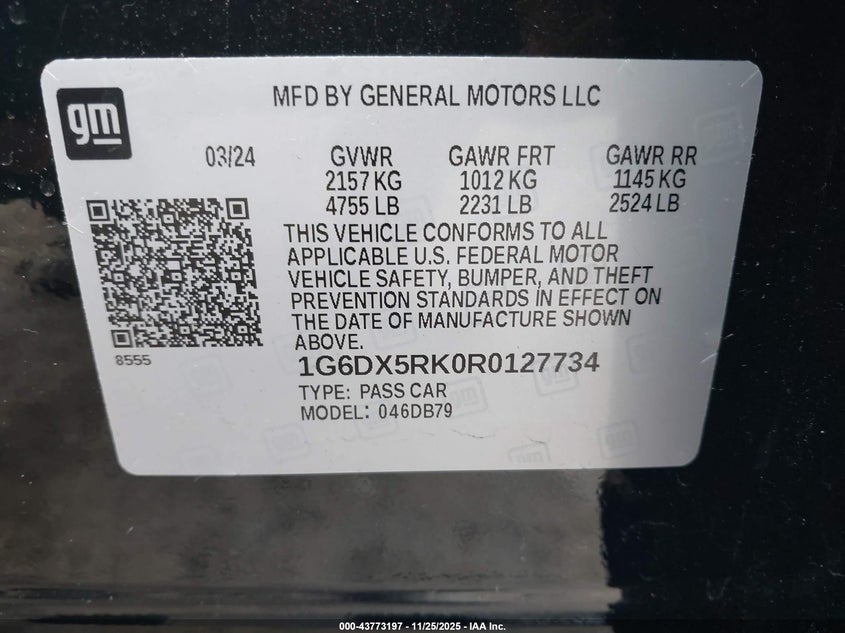 MFD BY GENERAL MOTORS LLC
gm
03/24 GVWR GAWR FRT GAWR RR
2157 KG 1012 KG 1145 KG
4755 LB 2231 LB 2524 LB
THIS VEHICLE CONFORMS TO ALL
APPLICABLE U.S. FEDERAL MOTOR
VEHICLE SAFETY, BUMPER, AND THEFT
PREVENTION STANDARDS IN EFFECT ON
THE DATE OF MANUFACTURE SHOWN
ABOVE.
8555
1G6DX5RK0R0127734
TYPE: PASS CAR
MODEL: 046DB79
gm
000-43773197 - 11/25/2025 - IAA Inc.